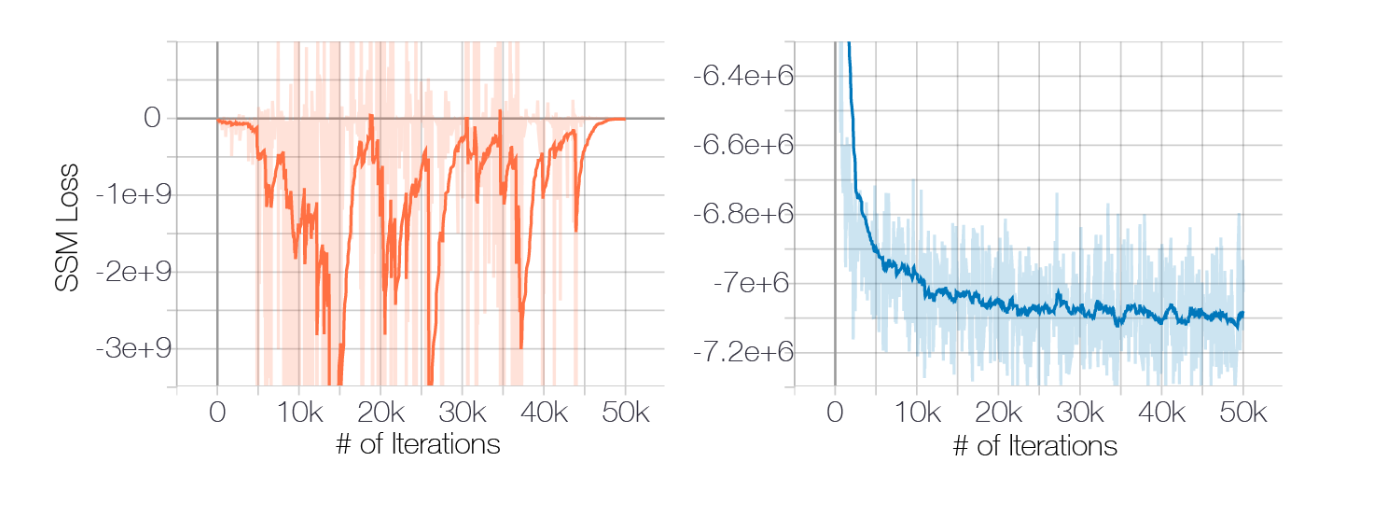 SSM Loss
0
-1e+9
-2e+9
-3e+9
0 10k 20k 30k 40k 50k
# of Iterations
-6.4e+6
-6.6e+6
-6.8e+6
-7e+6
-7.2e+6
0 10k 20k 30k 40k 50k
# of Iterations